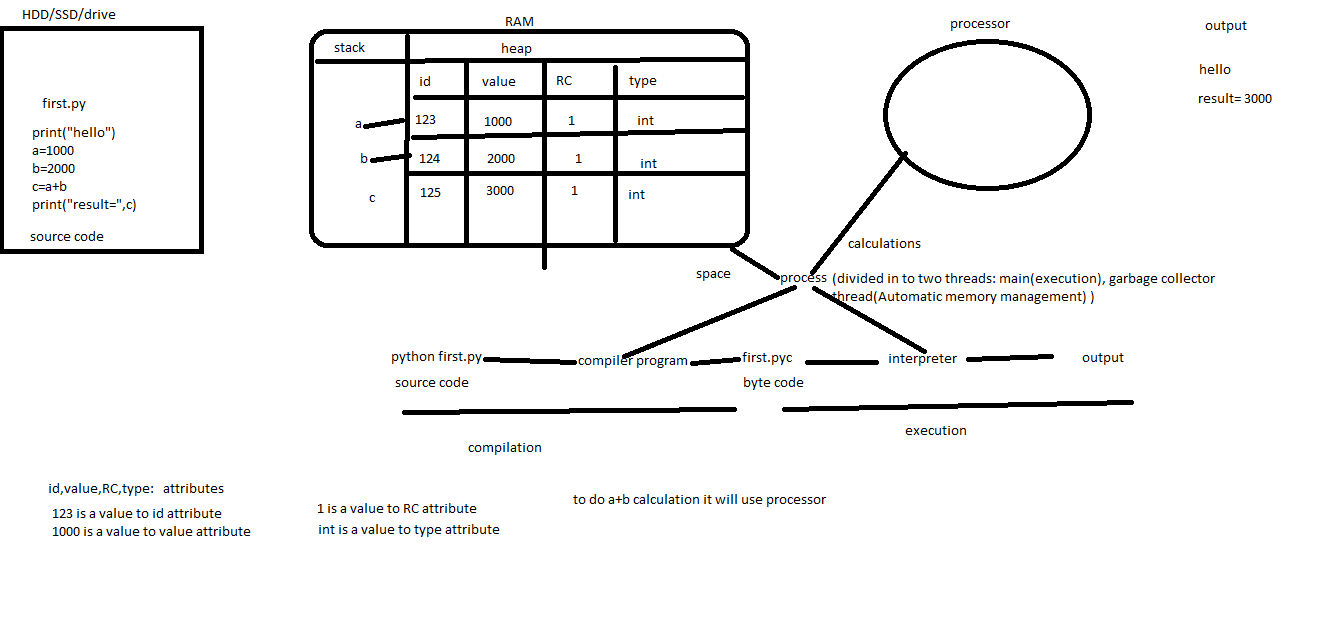 HDD/SSD/drive
first.py
print("hello")
a=1000
b=2000
c=a+b
print("result=",c)
source code
RAM
stack
heap
id value RC type
a 123 1000 1 int
b 124 2000 1 int
c 125 3000 1 int
processor
output
hello
result= 3000
calculations
space
process (divided in to two threads: main(execution), garbage collector
thread(Automatic memory management) )
python first.py compiler program first.pyc interpreter output
source code byte code
compilation
execution
id,value,RC,type: attributes
123 is a value to id attribute
1000 is a value to value attribute
1 is a value to RC attribute
int is a value to type attribute
to do a+b calculation it will use processor